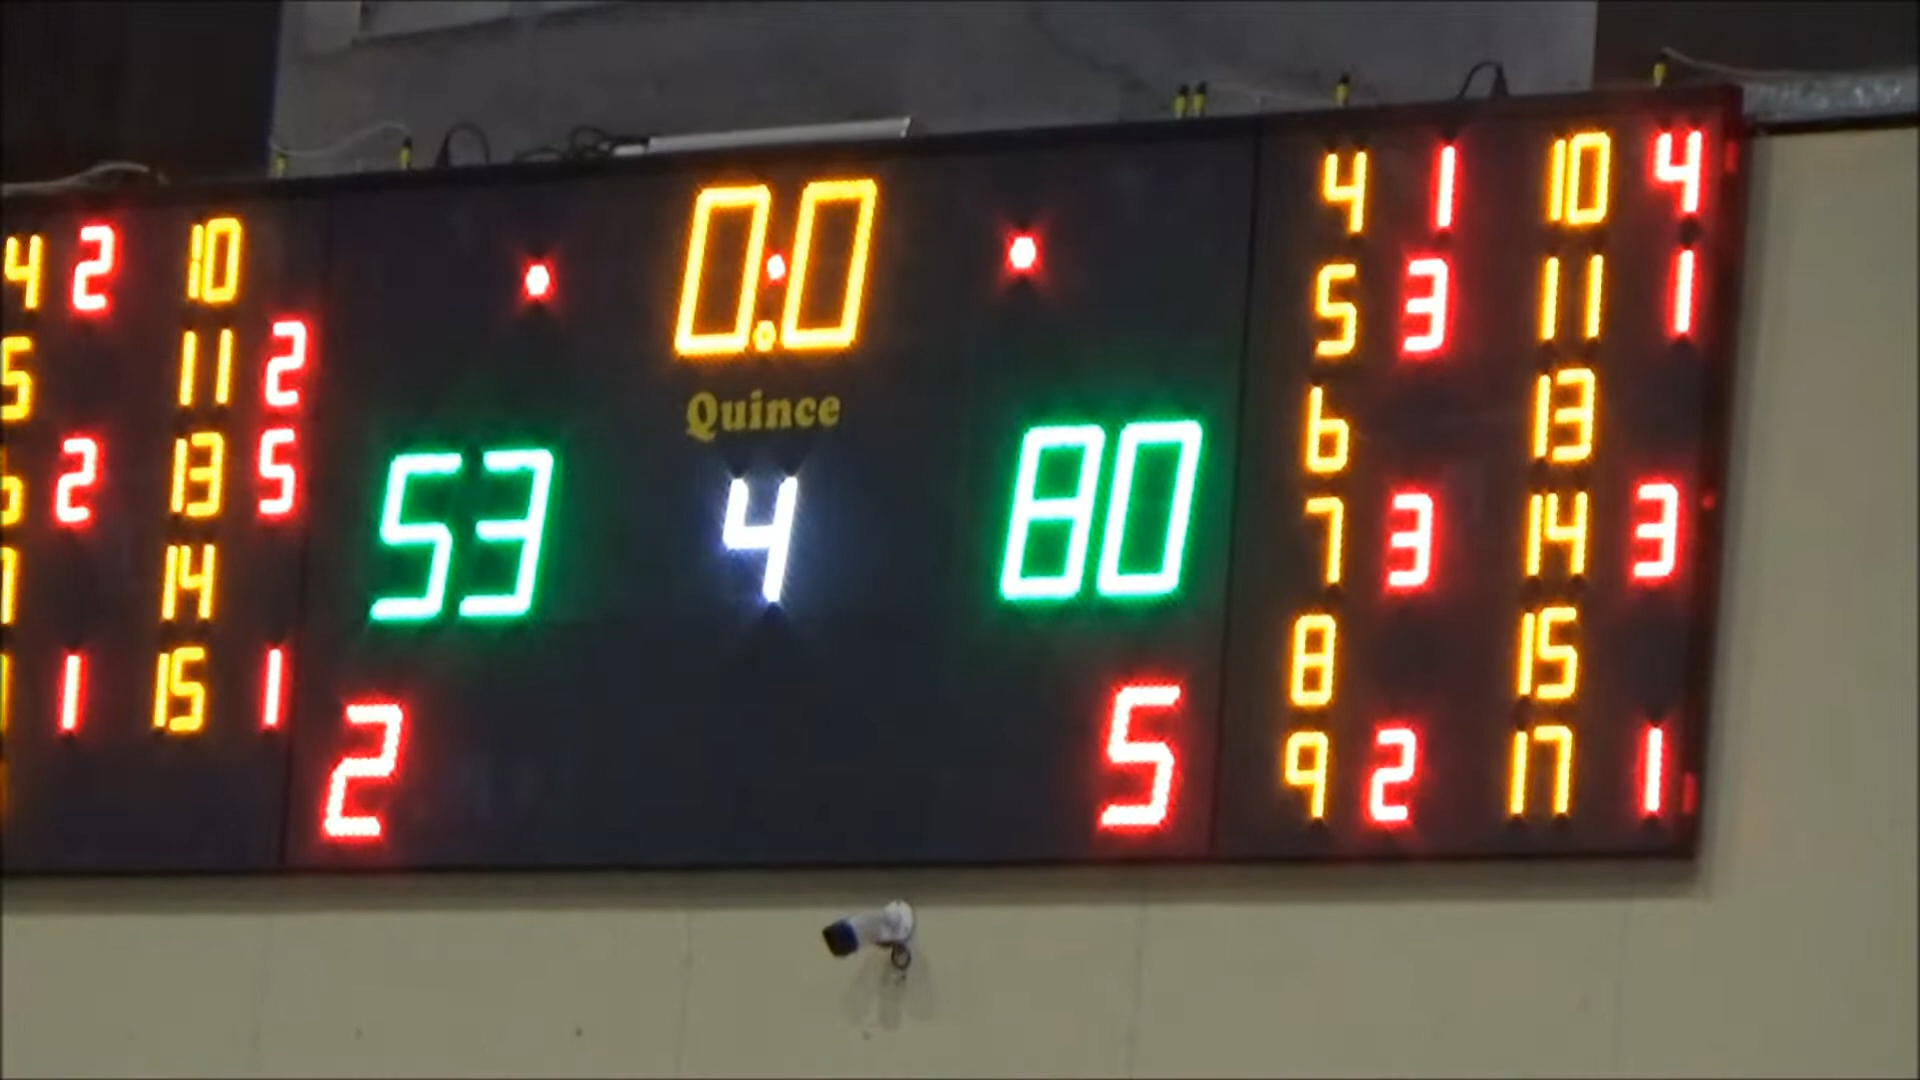 0:0
Quince
53 4 80
2 5
4 2 10
5 11 2
2 13 5
14
1 15 1
4 1 10 4
5 3 11 1
6 13
7 3 14 3
8 15
9 2 17 1